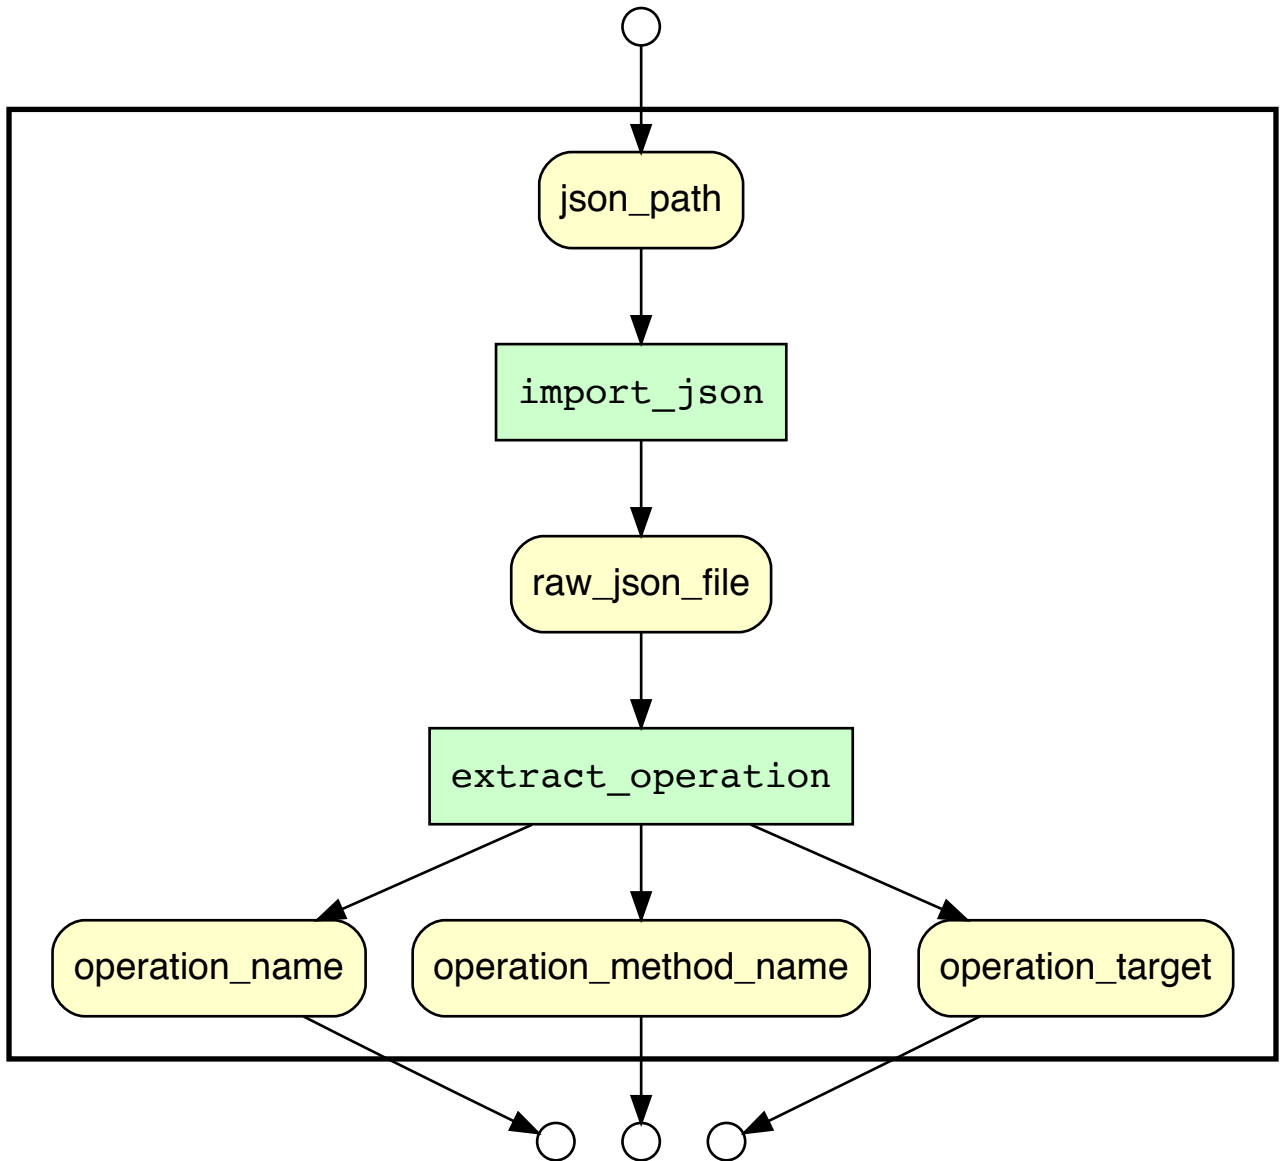 json_path
import_json
raw_json_file
extract_operation
operation_name
operation_method_name
operation_target